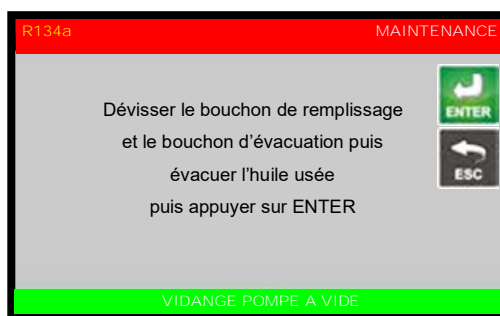 R134a MAINTENANCE
Dévisser le bouchon de remplissage
ENTER
et le bouchon d'évacuation puis
évacuer l'huile usée
ESC
puis appuyer sur ENTER
VIDANGE POMPE A VIDE